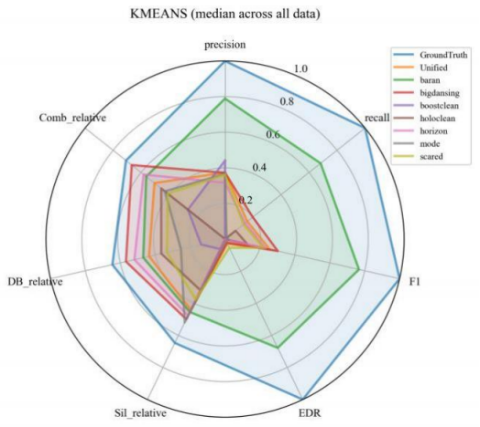 KMEANS (median across all data)
precision
1.0
GroundTruth
Unified
baran
bigdansing
boostclean
holoclean
horizon
mode
scared
0.8
Comb_relative
recall
0.6
0.4
0.2
DB_relative
F1
Sil_relative
EDR